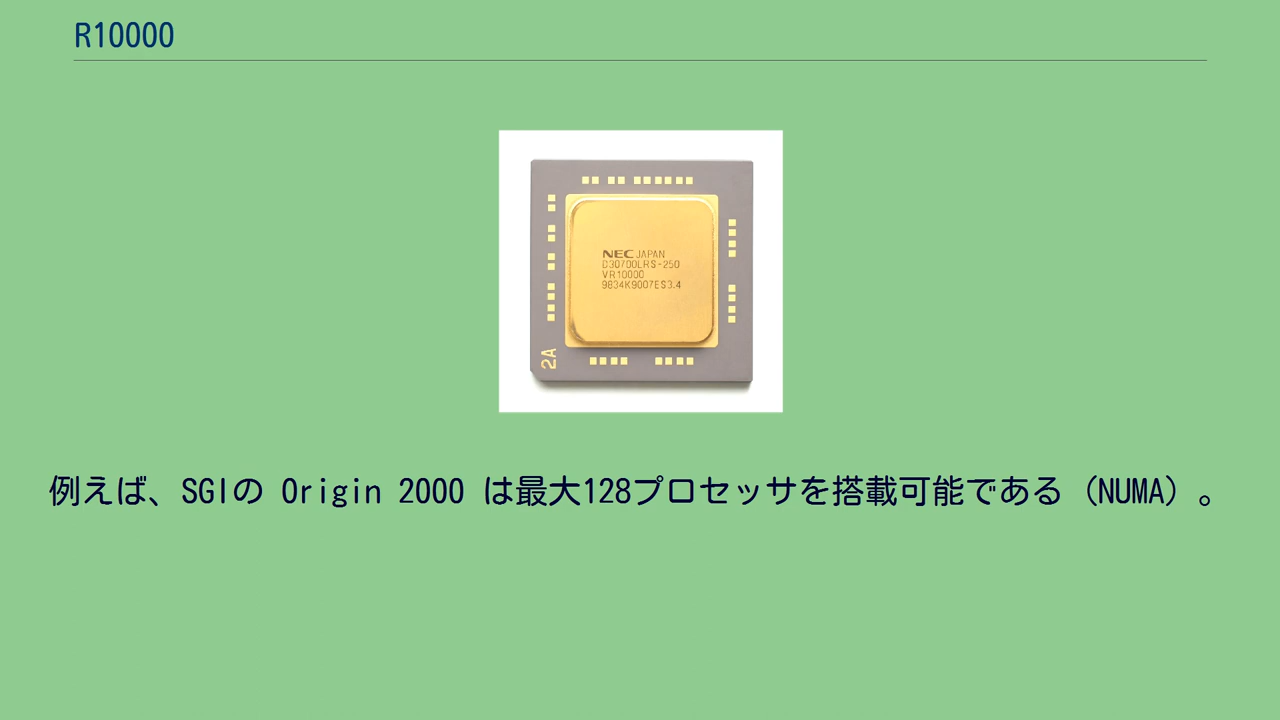 R10000
NEC JAPAN
D30700LRS-250
VR10000
9834K9007ES3.4
2A
例えば、SGIの Origin 2000 は最大128プロセッサを搭載可能である（NUMA）。